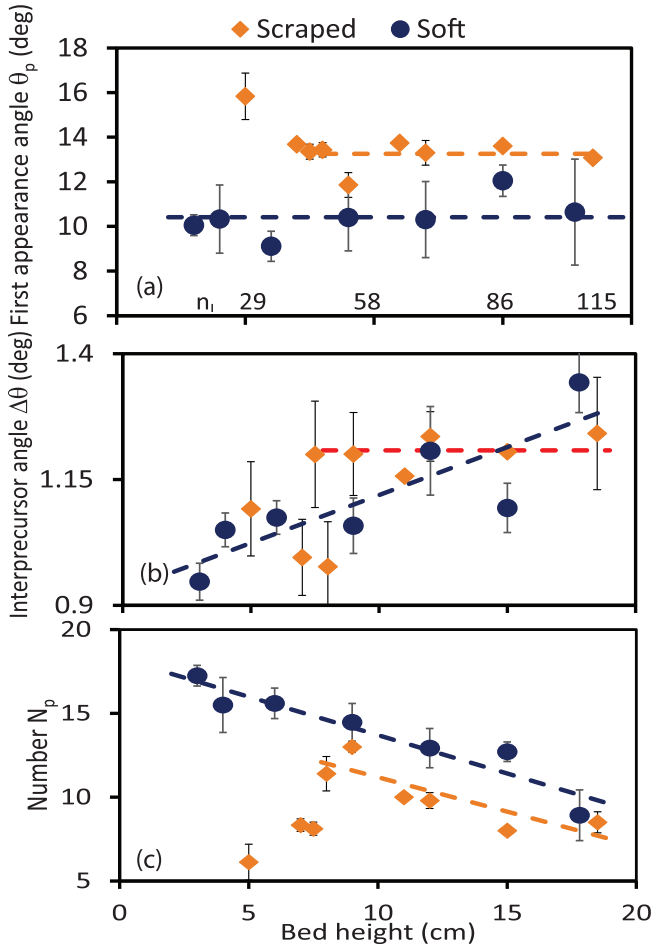 Scraped Soft
First appearance angle θp (deg)
18
16
14
12
10
8
6
(a)
nL 29 58 86 115
Interprecursor angle Δθ (deg)
1.4
1.15
0.9
(b)
Number Np
20
15
10
5
(c)
0 5 10 15 20
Bed height (cm)